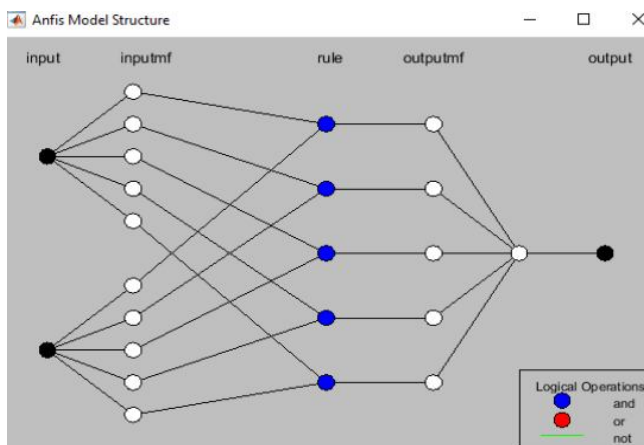 Anfis Model Structure
input inputmf rule outputmf output
Logical Operations
and
or
not